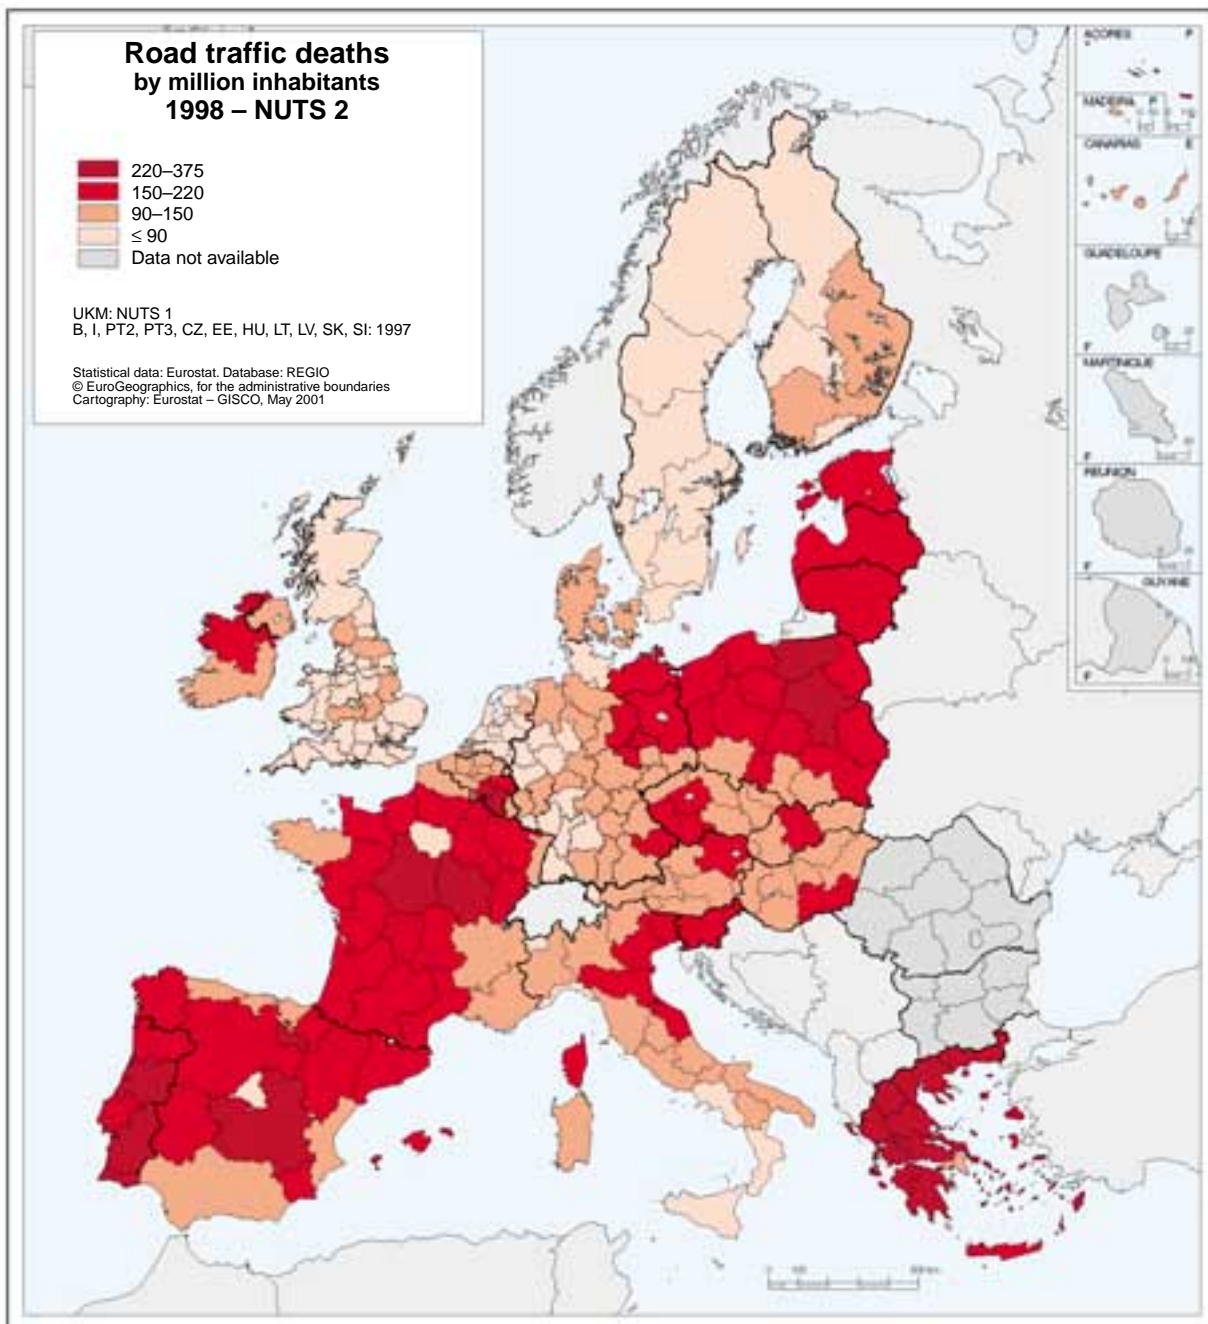 Road traffic deaths
by million inhabitants
1998 – NUTS 2
220–375
150–220
90–150
≤ 90
Data not available
UKM: NUTS 1
B, I, PT2, PT3, CZ, EE, HU, LT, LV, SK, SI: 1997
Statistical data: Eurostat. Database: REGIO
© EuroGeographics, for the administrative boundaries
Cartography: Eurostat – GISCO, May 2001
AÇORES P
MADEIRA P
CANARIAS E
GUADELOUPE
F
MARTINIQUE
F
REUNION
F
GUYANE
F